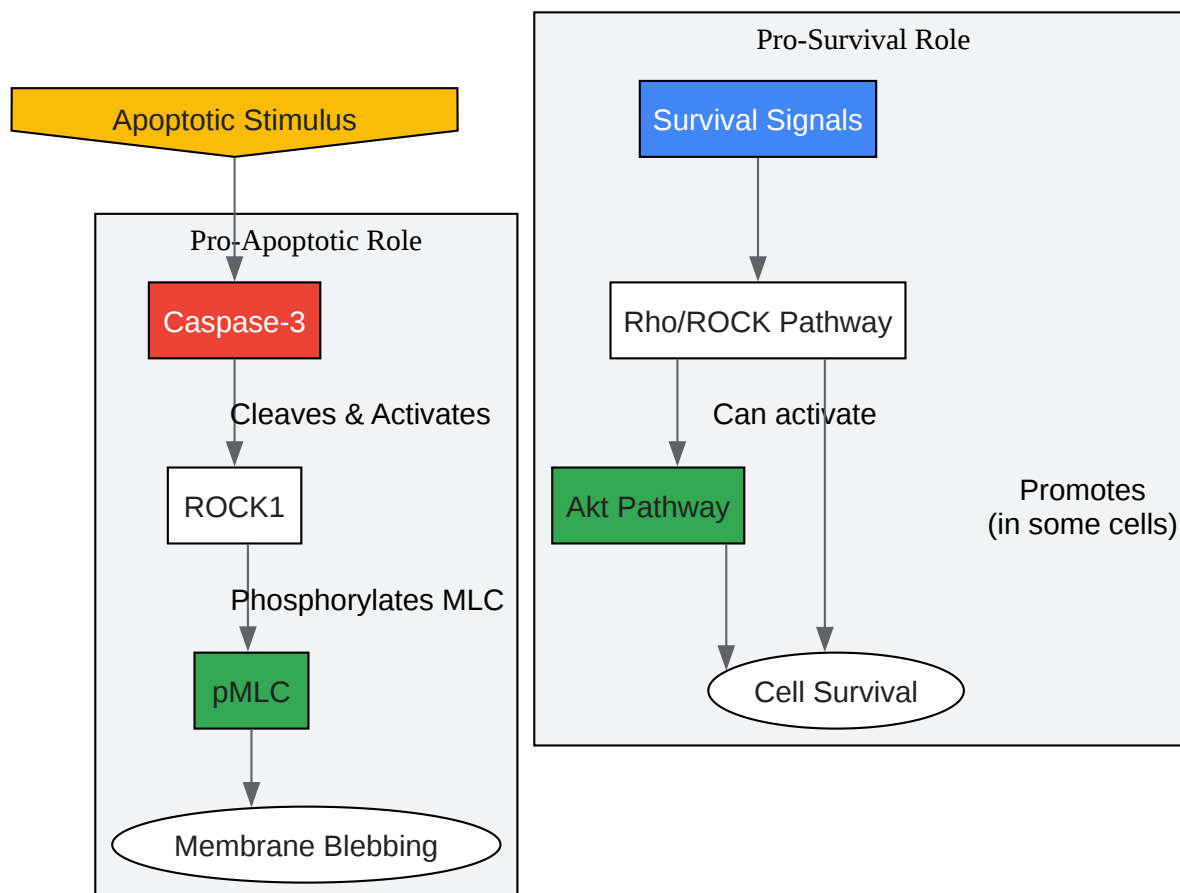 Apoptotic Stimulus
Pro-Apoptotic Role
Caspase-3
Cleaves & Activates
ROCK1
Phosphorylates MLC
pMLC
Membrane Blebbing
Pro-Survival Role
Survival Signals
Rho/ROCK Pathway
Can activate
Akt Pathway
Promotes
(in some cells)
Cell Survival